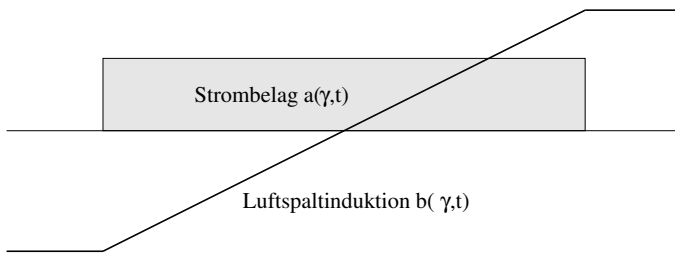 Strombelag a(γ,t)
Luftspaltinduktion b( γ,t)